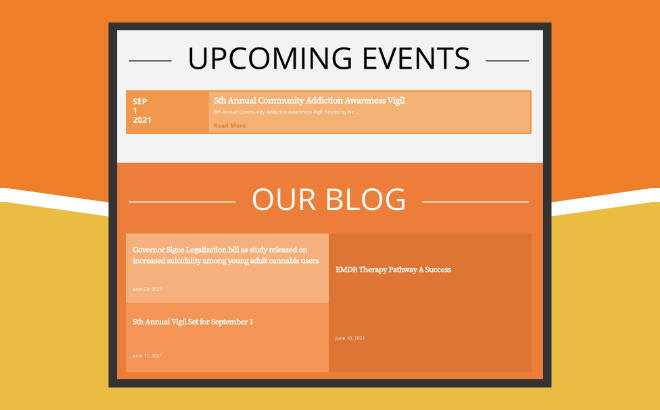 UPCOMING EVENTS
SEP
1
2021
5th Annual Community Addiction Awareness Vigil
5th Annual Community Addiction Awareness Vigil
Read More
OUR BLOG
Governor Signs Legalization bill as study released on
increased suicidality among young adult cannabis users
June 23, 2021
EMDR Therapy Pathway A Success
June 10, 2021
5th Annual Vigil Set for September 1
June 11, 2021